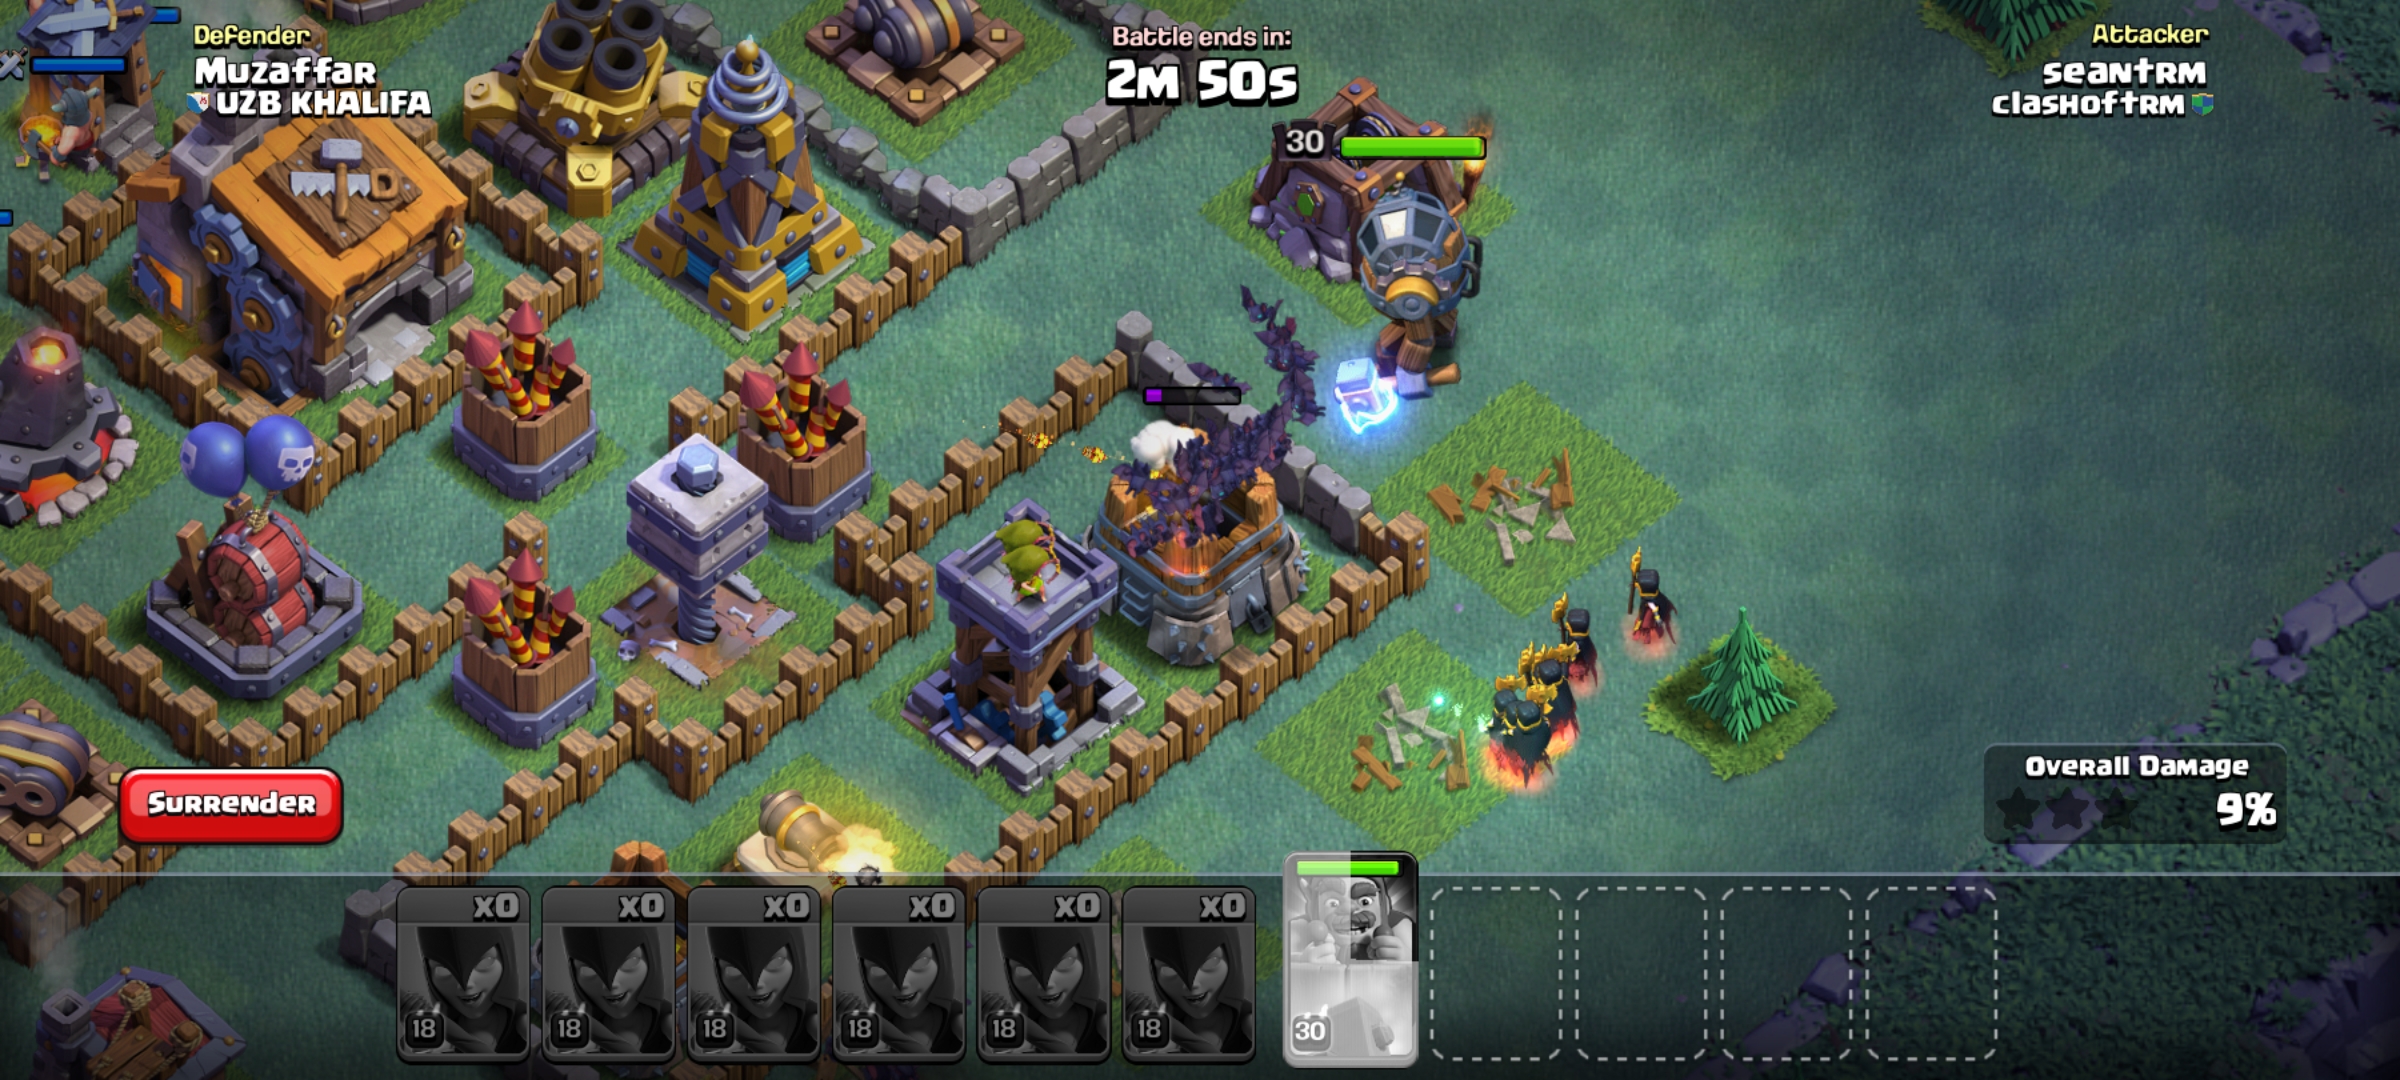 Defender
Muzaffar
UZB KHALIFA
Battle ends in:
2M 50s
Attacker
seantRM
clashoftRM
30
Surrender
Overall Damage
9%
x0
x0
x0
x0
x0
x0
18
18
18
18
18
18
30